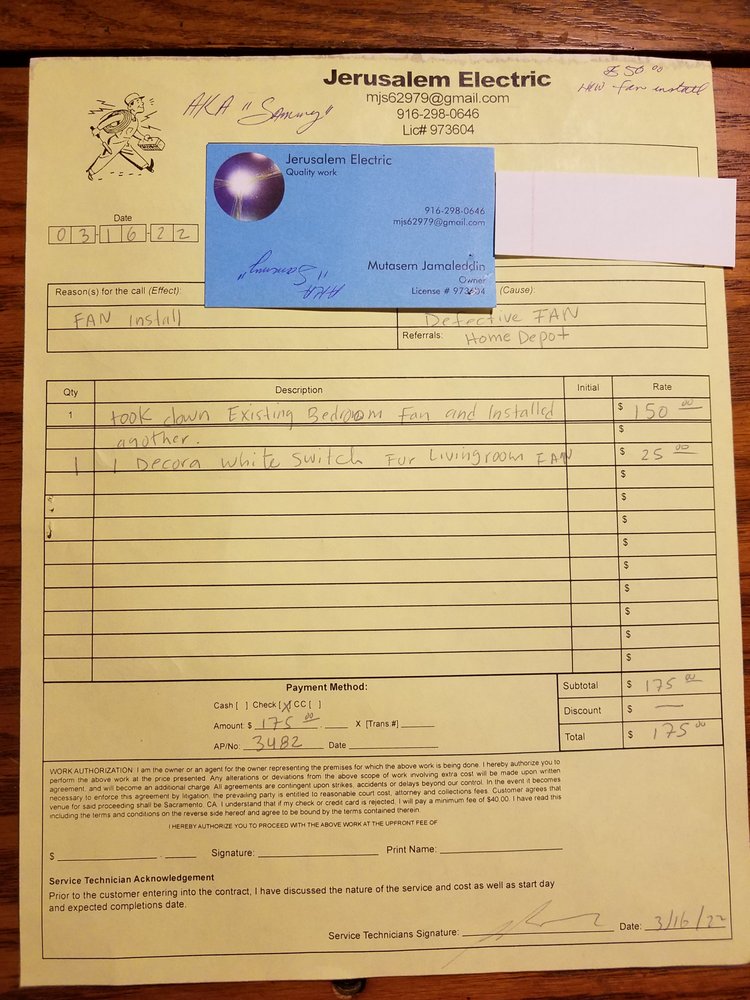 Jerusalem Electric
mjs62979@gmail.com
916-298-0646
Lic# 973604
AKA "Sammy"
$50.00
New fan install
Jerusalem Electric
Quality work
916-298-0646
mjs62979@gmail.com
Mutasem Jamaleddin
Owner
License # 973604
AKA
"Sammy"
Date
03-16-22
Reason(s) for the call (Effect):
(Cause):
FAN Install
Defective FAN
Referrals: Home Depot
Qty Description Initial Rate
1 took down Existing Bedroom Fan and Installed $ 150 00
another. $
1 1 Decora white Switch Fur Livingroom FAN $ 25 00
$
$
$
$
$
$
$
$
$
Payment Method:
Cash [ ] Check [X] CC [ ]
Amount: $ 175 00 . X [Trans.#]
AP/No. 3482 Date
Subtotal $ 175 00
Discount $ —
Total $ 175 00
WORK AUTHORIZATION: I am the owner or an agent for the owner representing the premises for which the above work is being done. I hereby authorize you to
perform the above work at the price presented. Any alterations or deviations from the above scope of work involving extra cost will be made upon written
agreement, and will become an additional charge. All agreements are contingent upon strikes, accidents or delays beyond our control. In the event it becomes
necessary to enforce this agreement by litigation, the prevailing party is entitled to reasonable court cost, attorney and collections fees. Customer agrees that
venue for said proceeding shall be Sacramento, CA. I understand that if my check or credit card is rejected, I will pay a minimum fee of $40.00. I have read this
including the terms and conditions on the reverse side hereof and agree to be bound by the terms contained therein.
I HEREBY AUTHORIZE YOU TO PROCEED WITH THE ABOVE WORK AT THE UPFRONT FEE OF
$ . Signature: Print Name:
Service Technician Acknowledgement
Prior to the customer entering into the contract, I have discussed the nature of the service and cost as well as start day
and expected completions date.
Service Technicians Signature: Date: 3/16/22